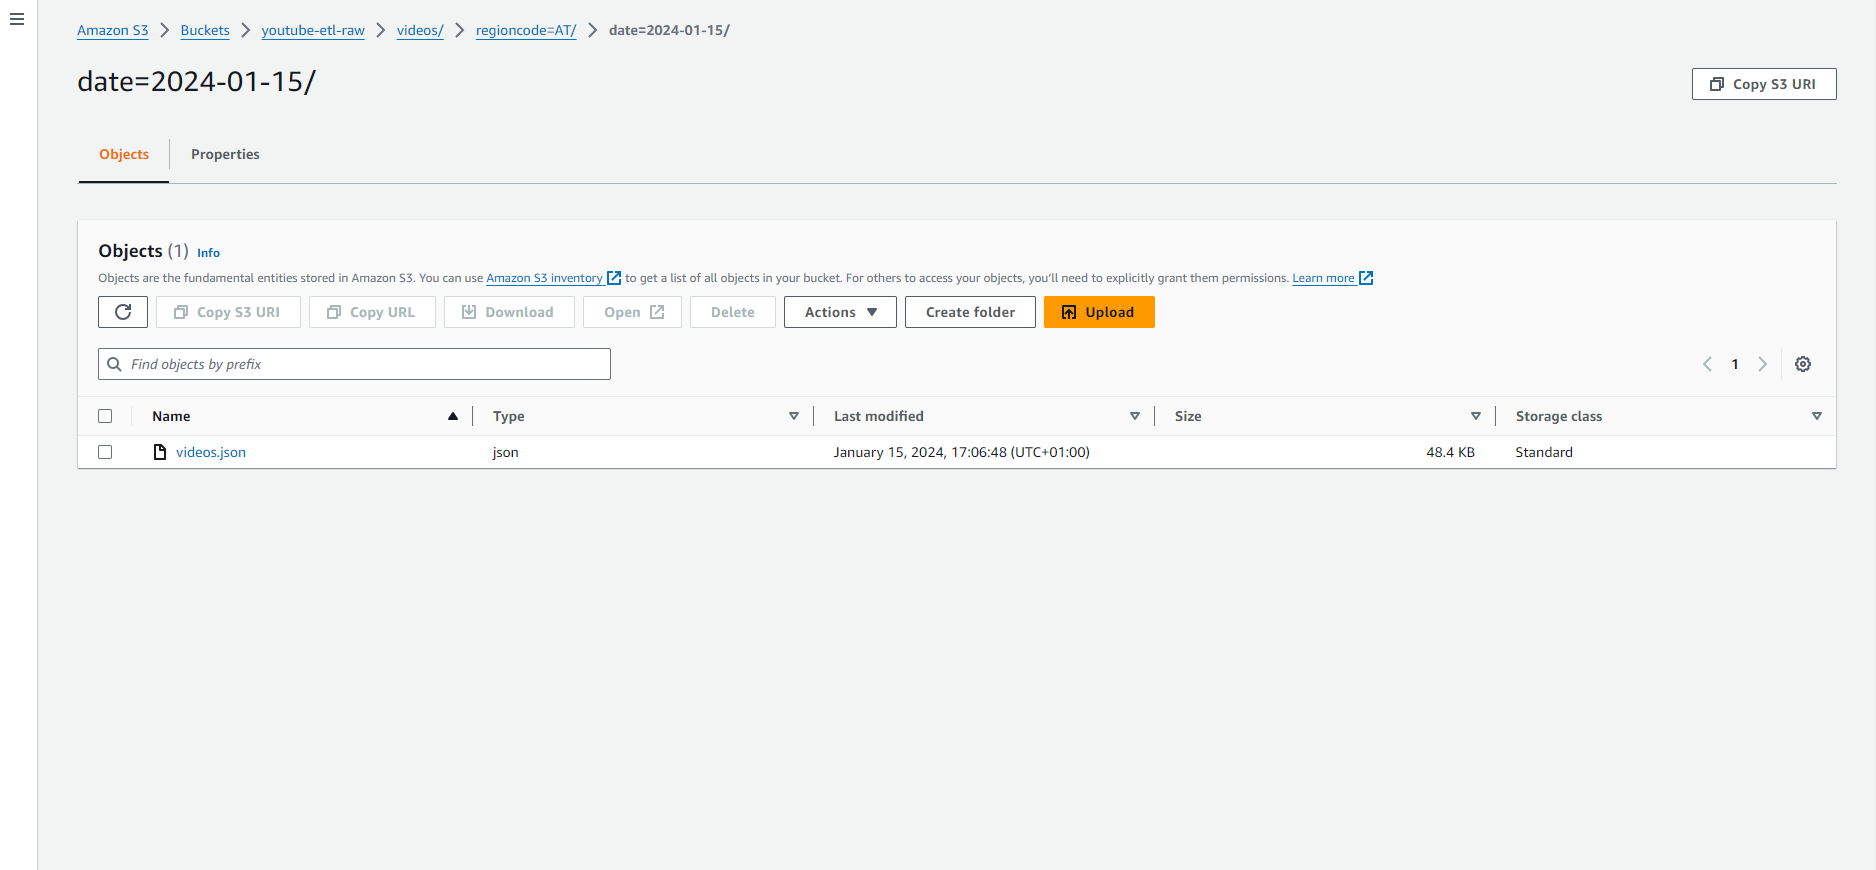 Amazon S3 > Buckets > youtube-etl-raw > videos/ > regioncode=AT/ > date=2024-01-15/
date=2024-01-15/
Copy S3 URI
Objects
Properties
Objects (1) Info
Objects are the fundamental entities stored in Amazon S3. You can use Amazon S3 inventory to get a list of all objects in your bucket. For others to access your objects, you'll need to explicitly grant them permissions. Learn more
Copy S3 URI Copy URL Download Open Delete Actions Create folder Upload
Find objects by prefix
1
Name Type Last modified Size Storage class
videos.json json January 15, 2024, 17:06:48 (UTC+01:00) 48.4 KB Standard